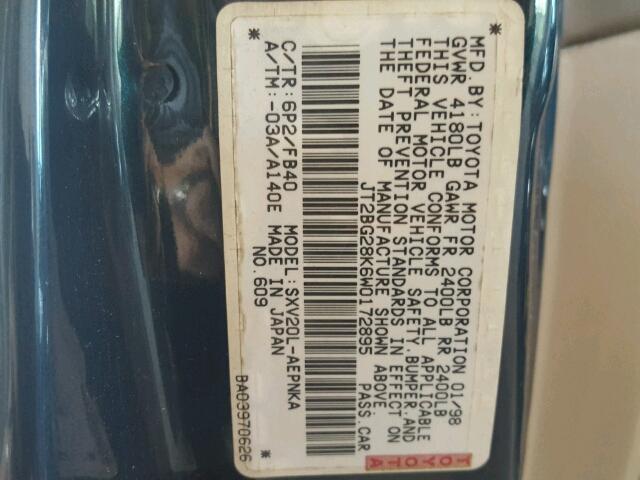 MFD. BY: TOYOTA MOTOR CORPORATION 01/98
GVWR 4180LB GAWR FR 2400LB RR 2400LB
THIS VEHICLE CONFORMS TO ALL APPLICABLE
FEDERAL MOTOR VEHICLE SAFETY, BUMPER, AND
THEFT PREVENTION STANDARDS IN EFFECT ON
THE DATE OF MANUFACTURE SHOWN ABOVE.
JT2BG28K6W0172895 PASS. CAR
* *
C/TR: 6P2/FB40 MODEL: SXV20L-AEPNKA
A/TM: -03A/A140E MADE IN JAPAN
NO. 609
BA03970626
TOYOTA